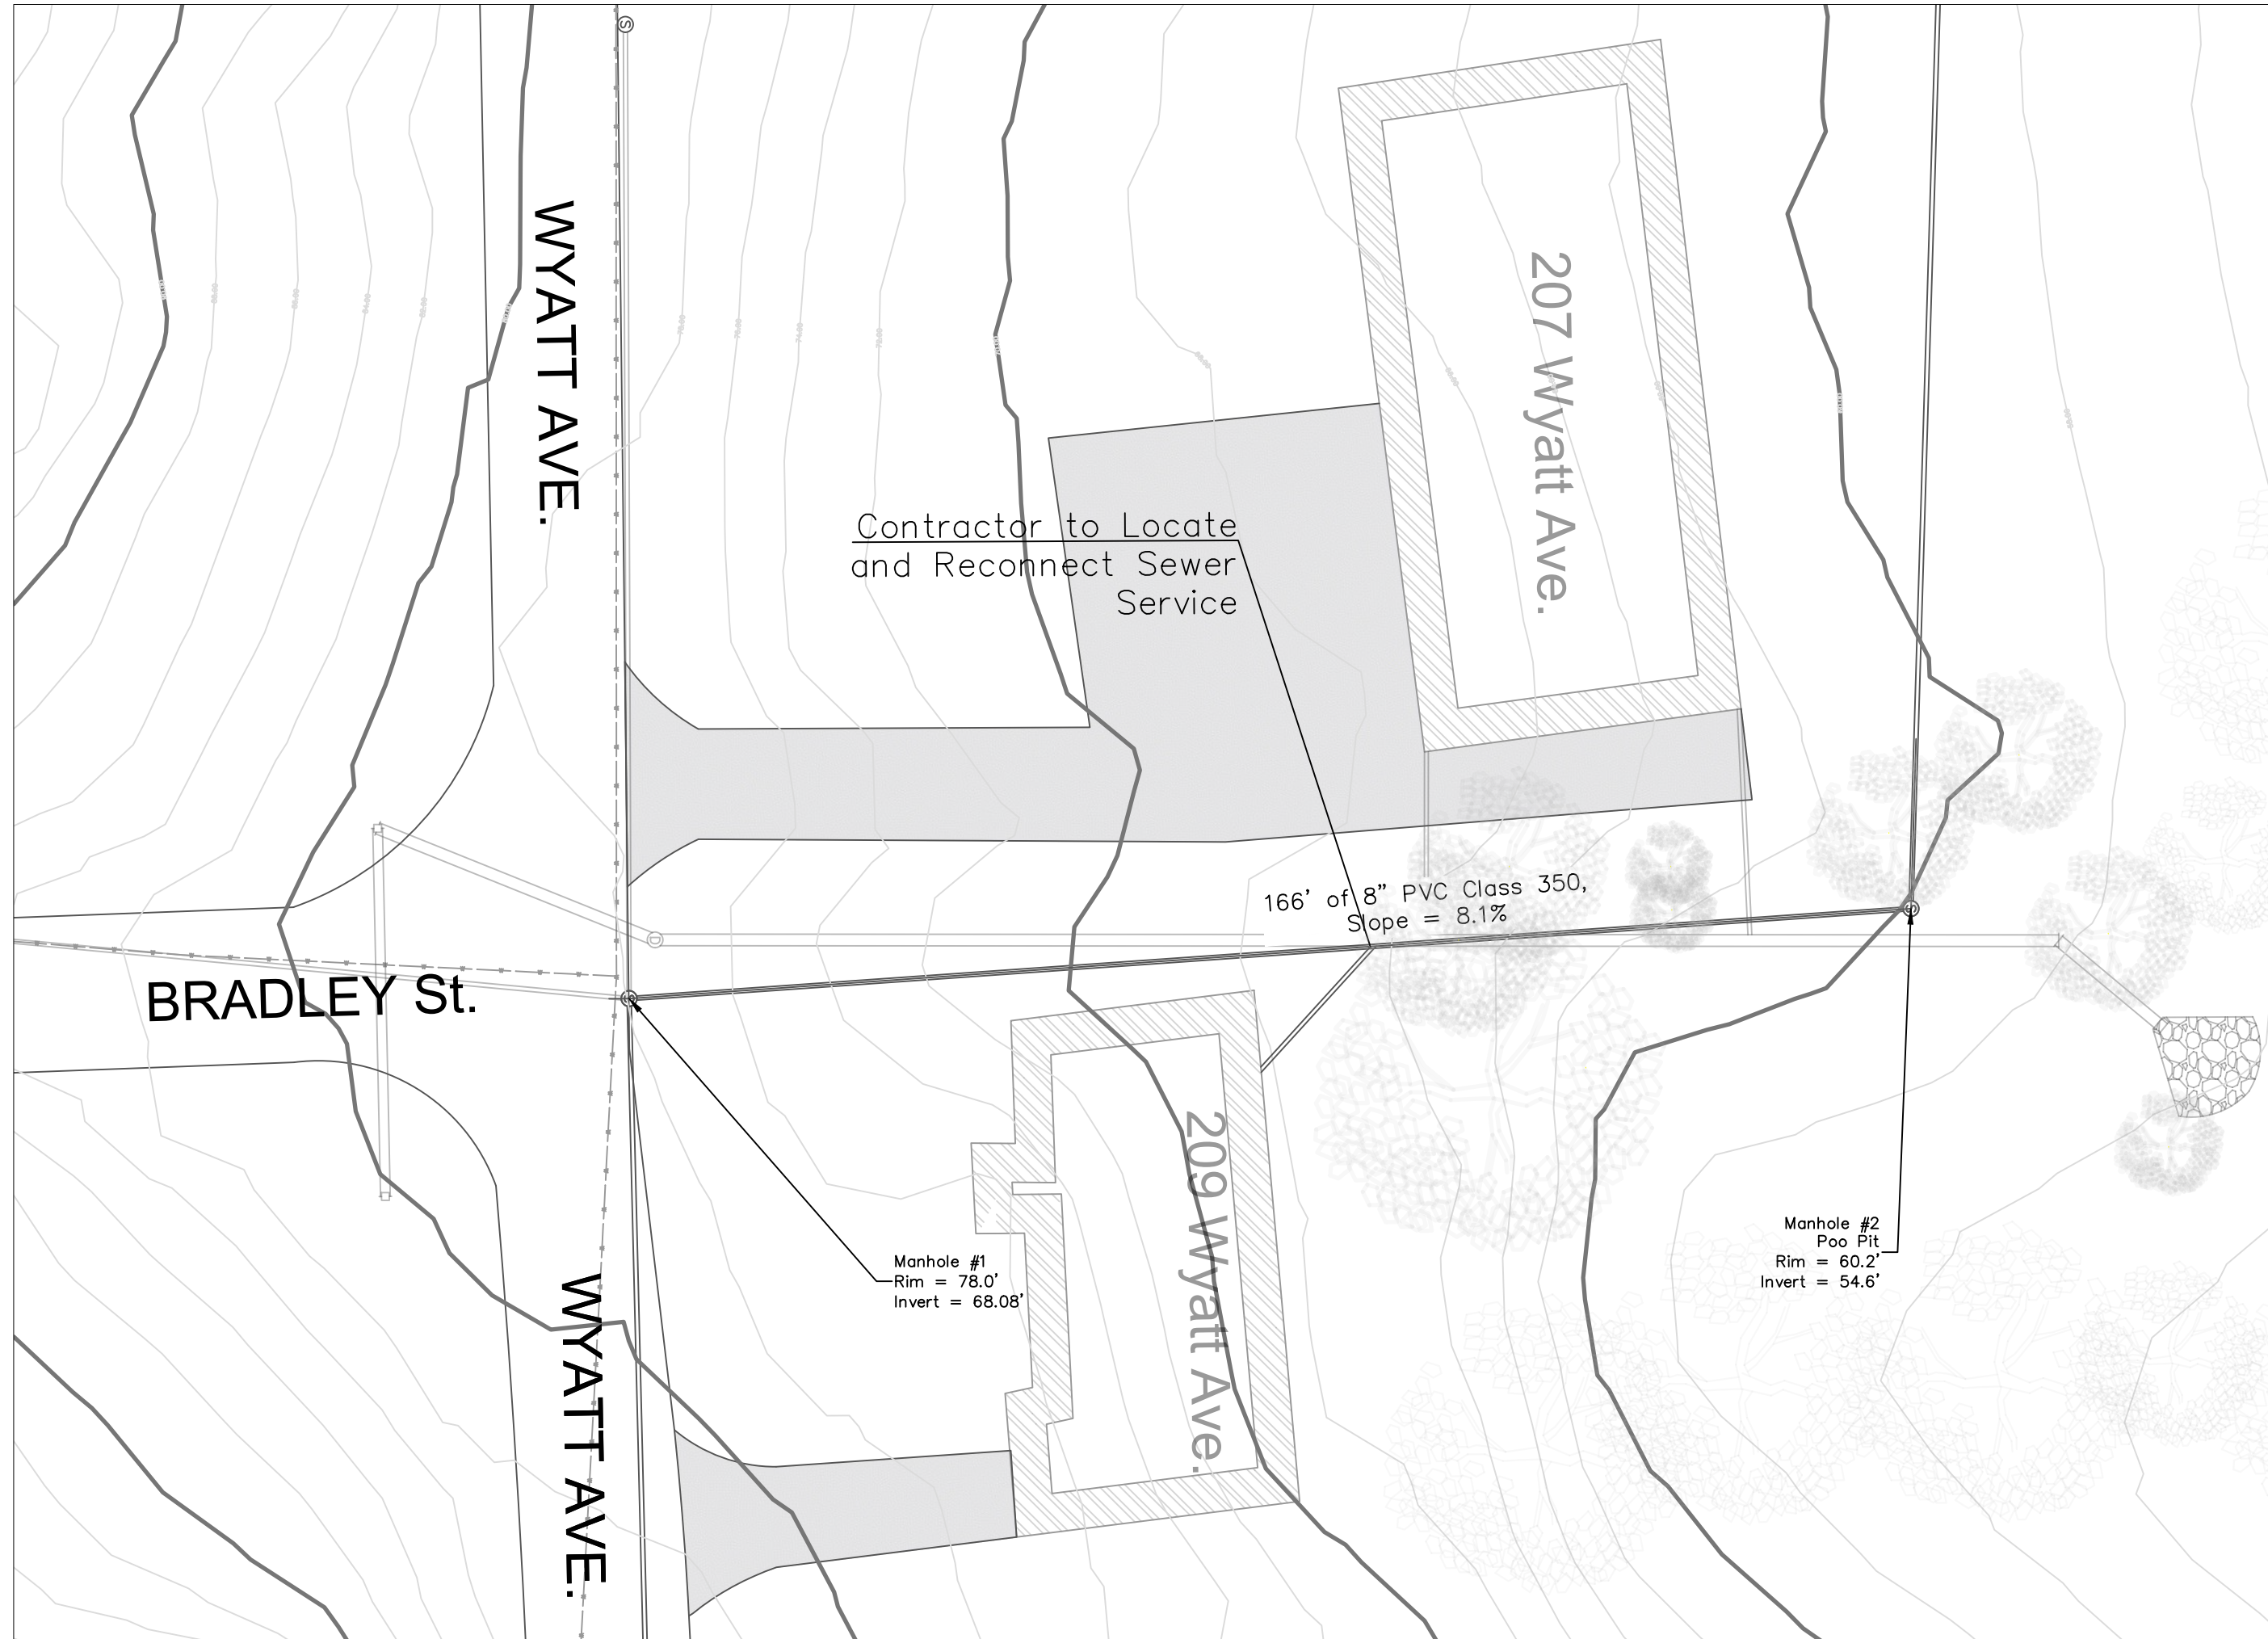 WYATT AVE.
207 Wyatt Ave.
Contractor to Locate
and Reconnect Sewer
Service
166' of 8" PVC Class 350,
Slope = 8.1%
BRADLEY St.
D
S
209 Wyatt Ave.
Manhole #1
Rim = 78.0'
Invert = 68.08'
Manhole #2
Poo Pit
Rim = 60.2'
Invert = 54.6'
WYATT AVE.